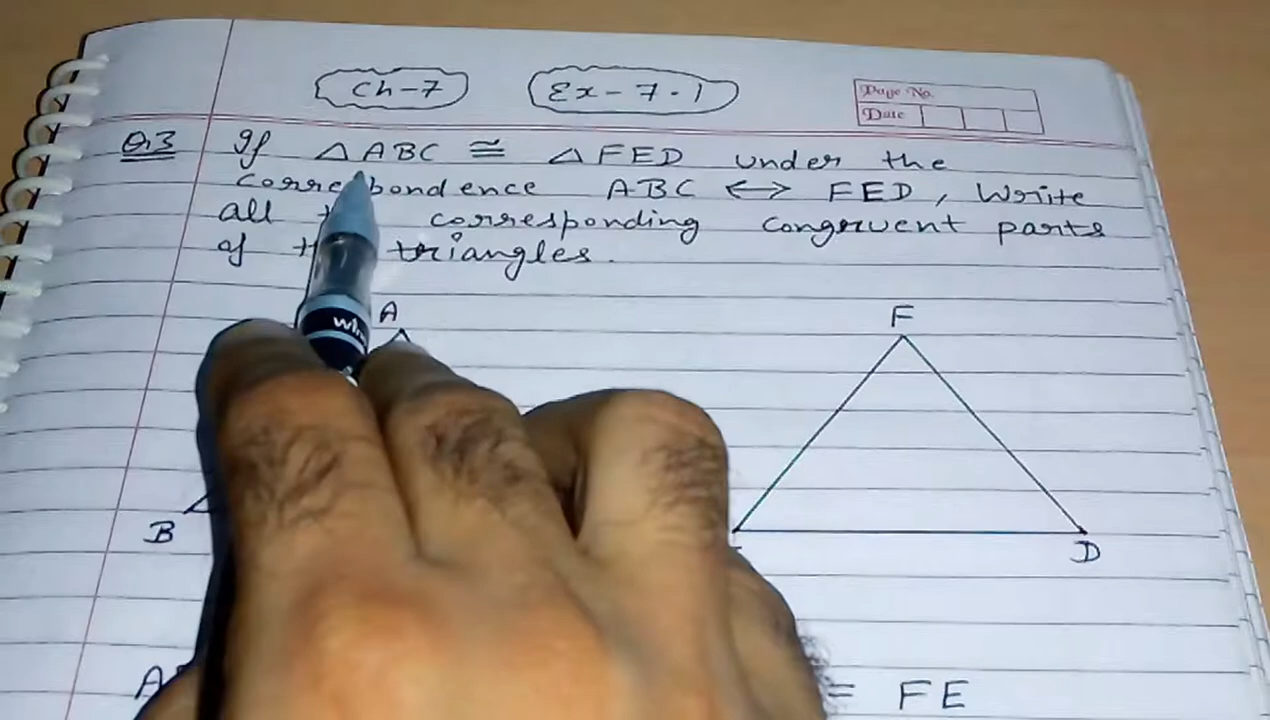 Ch-7 Ex-7.1
Page No.
Date
Q.3 If △ABC ≅ △FED under the
correspondence ABC ↔ FED, Write
all corresponding congruent parts
of triangles.
A
F
B
D
= FE